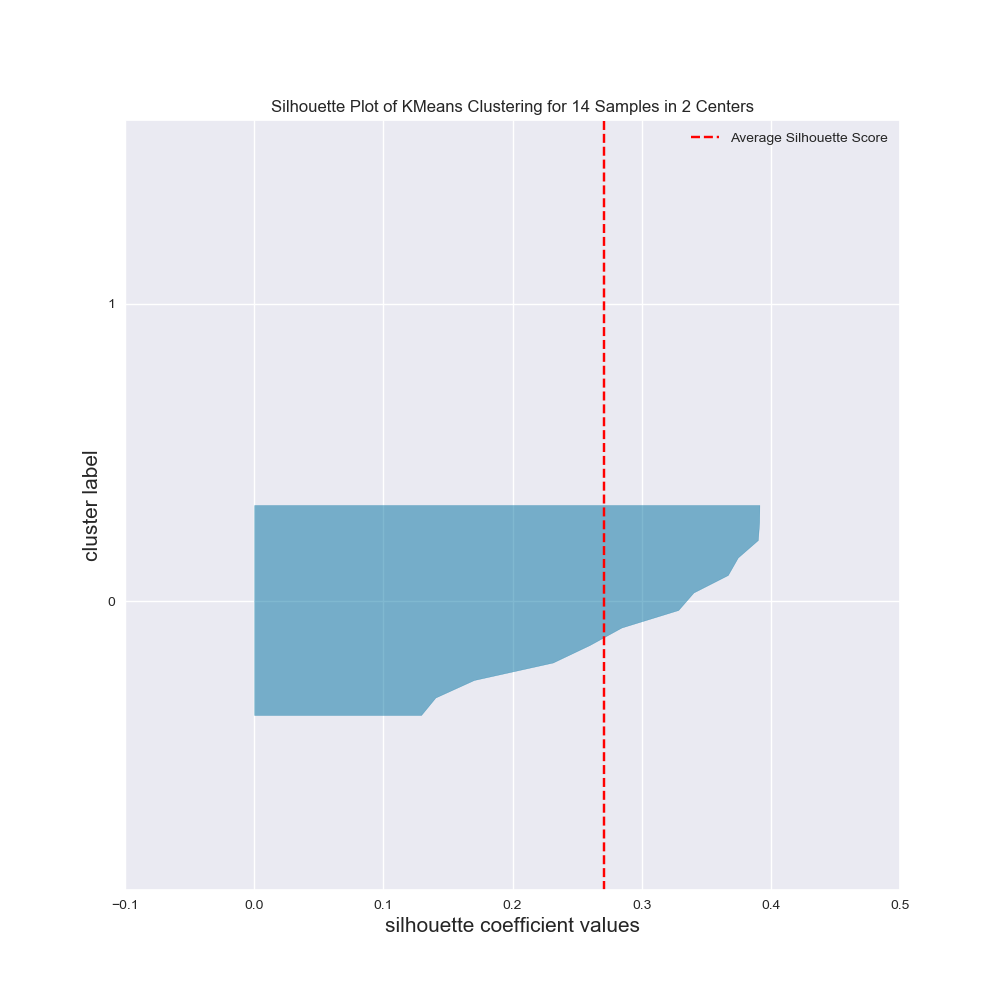 Silhouette Plot of KMeans Clustering for 14 Samples in 2 Centers
Average Silhouette Score
1
cluster label
0
−0.1 0.0 0.1 0.2 0.3 0.4 0.5
silhouette coefficient values